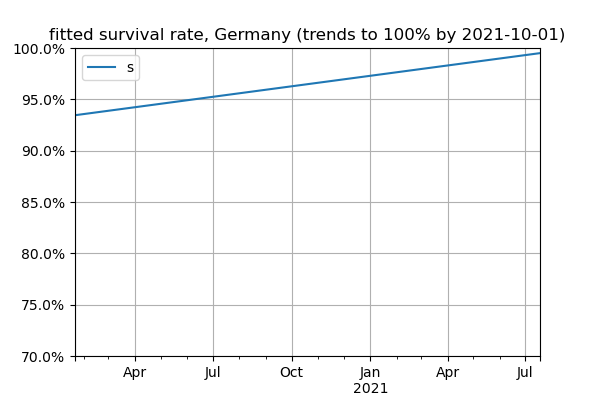 fitted survival rate, Germany (trends to 100% by 2021-10-01)
100.0%
s
95.0%
90.0%
85.0%
80.0%
75.0%
70.0%
Apr Jul Oct Jan Apr Jul
2021